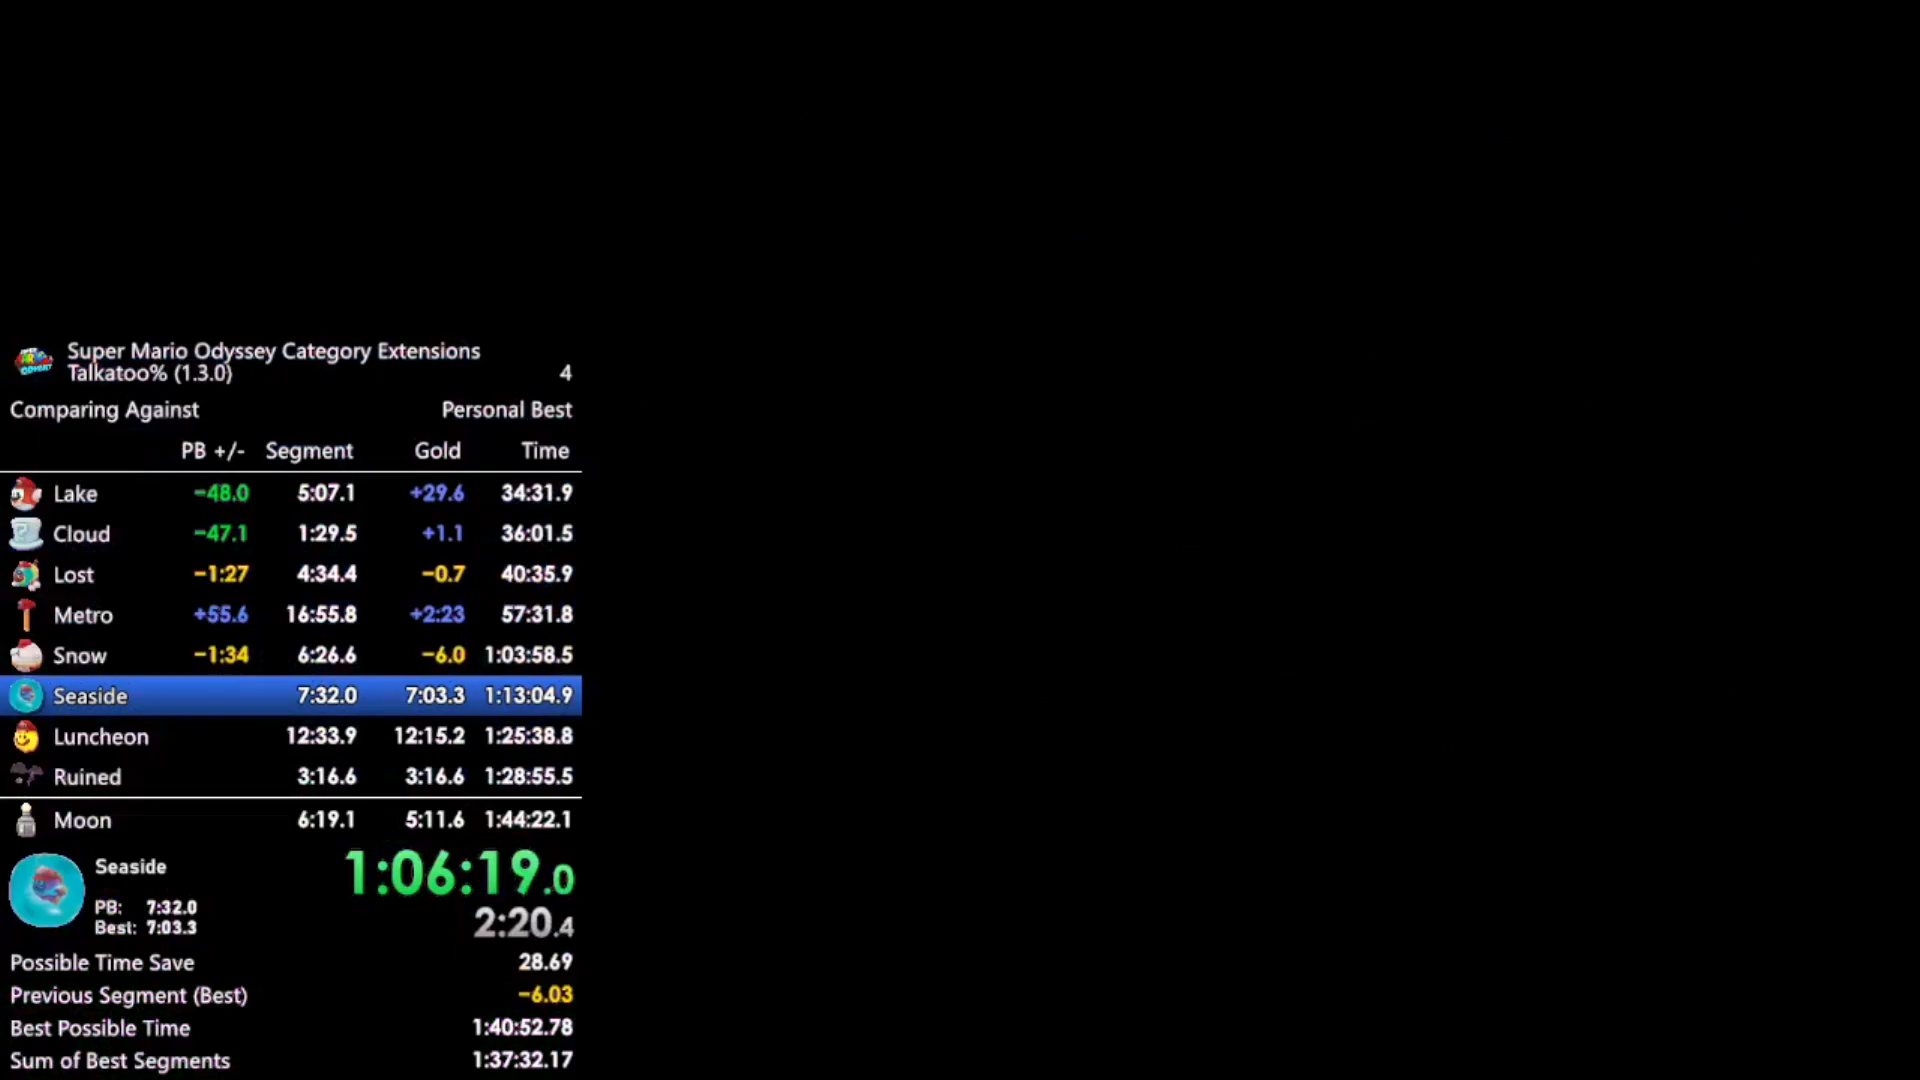 Super Mario Odyssey Category Extensions
Talkatoo% (1.3.0) 4
Comparing Against Personal Best
PB +/- Segment Gold Time
Lake −48.0 5:07.1 +29.6 34:31.9
Cloud −47.1 1:29.5 +1.1 36:01.5
Lost −1:27 4:34.4 −0.7 40:35.9
Metro +55.6 16:55.8 +2:23 57:31.8
Snow −1:34 6:26.6 −6.0 1:03:58.5
Seaside 7:32.0 7:03.3 1:13:04.9
Luncheon 12:33.9 12:15.2 1:25:38.8
Ruined 3:16.6 3:16.6 1:28:55.5
Moon 6:19.1 5:11.6 1:44:22.1
Seaside 1:06:19.0
PB: 7:32.0 2:20.4
Best: 7:03.3
Possible Time Save 28.69
Previous Segment (Best) −6.03
Best Possible Time 1:40:52.78
Sum of Best Segments 1:37:32.17